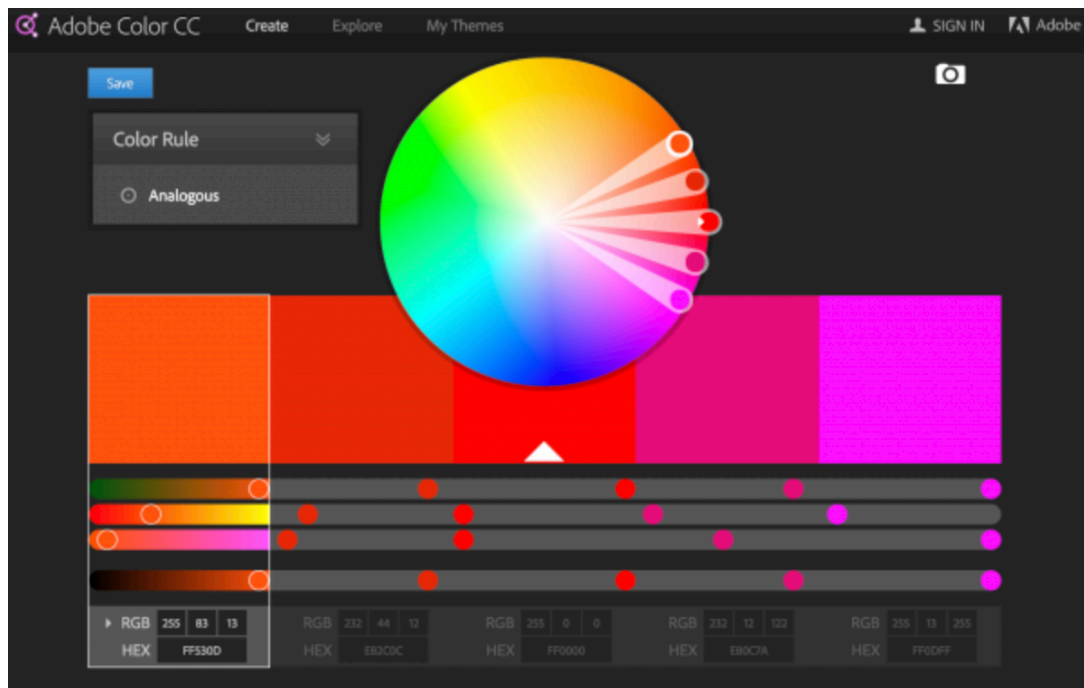 Adobe Color CC Create Explore My Themes SIGN IN Adobe
Save
Color Rule
Analogous
RGB 255 83 13 RGB 232 44 12 RGB 255 0 0 RGB 232 12 122 RGB 255 13 255
HEX FF530D HEX E82C0C HEX FF0000 HEX E80C7A HEX FF0DFF